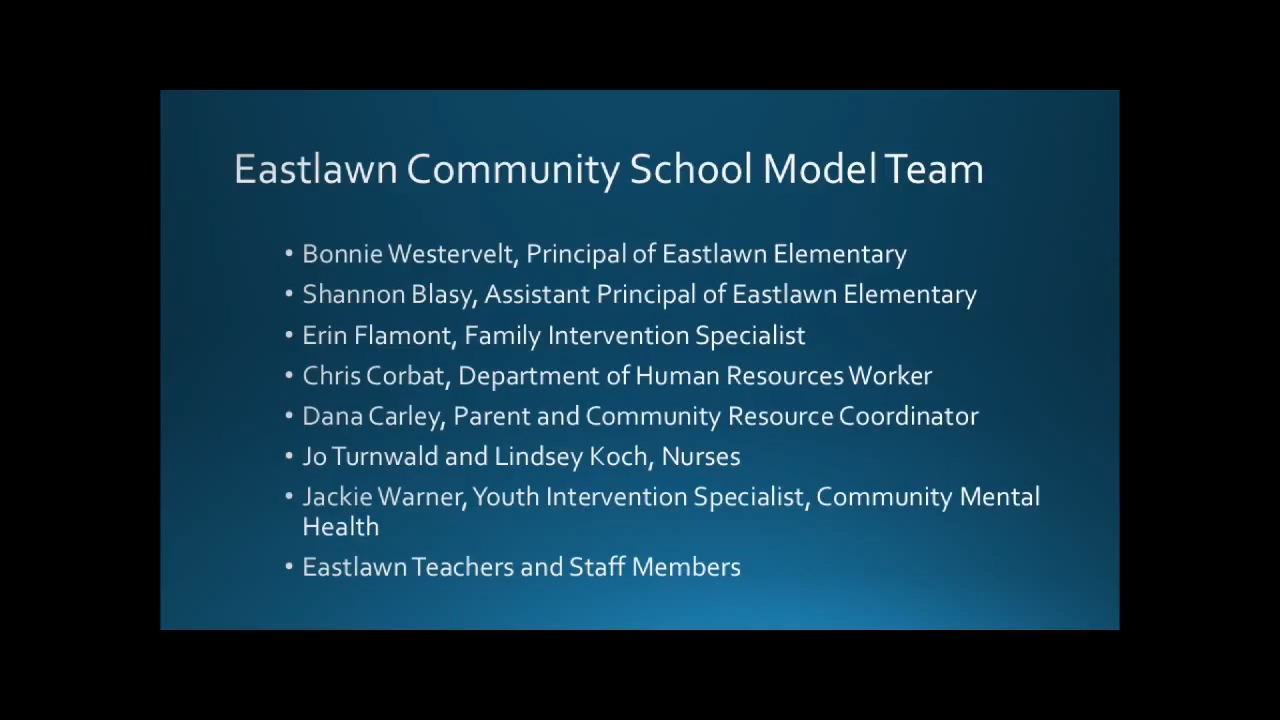 Eastlawn Community School Model Team
• Bonnie Westervelt, Principal of Eastlawn Elementary
• Shannon Blasy, Assistant Principal of Eastlawn Elementary
• Erin Flamont, Family Intervention Specialist
• Chris Corbat, Department of Human Resources Worker
• Dana Carley, Parent and Community Resource Coordinator
• Jo Turnwald and Lindsey Koch, Nurses
• Jackie Warner, Youth Intervention Specialist, Community Mental
Health
• Eastlawn Teachers and Staff Members